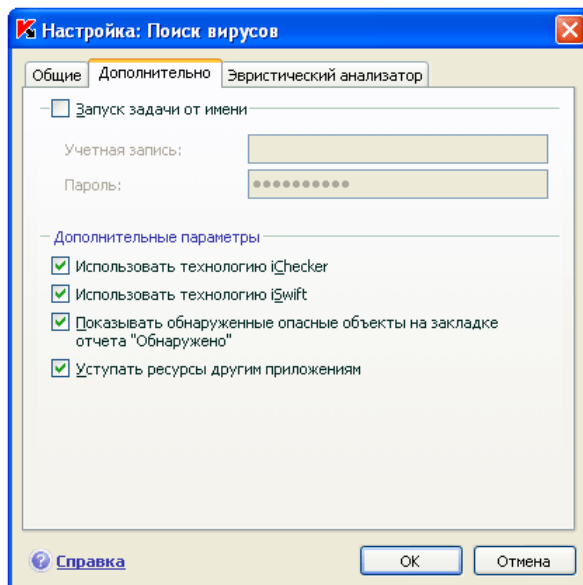 Настройка: Поиск вирусов
Общие Дополнительно Эвристический анализатор
Запуск задачи от имени
Учетная запись:
Пароль: ●●●●●●●●●●
Дополнительные параметры
Использовать технологию iChecker
Использовать технологию iSwift
Показывать обнаруженные опасные объекты на закладке
отчета "Обнаружено"
Уступать ресурсы другим приложениям
Справка ОК Отмена